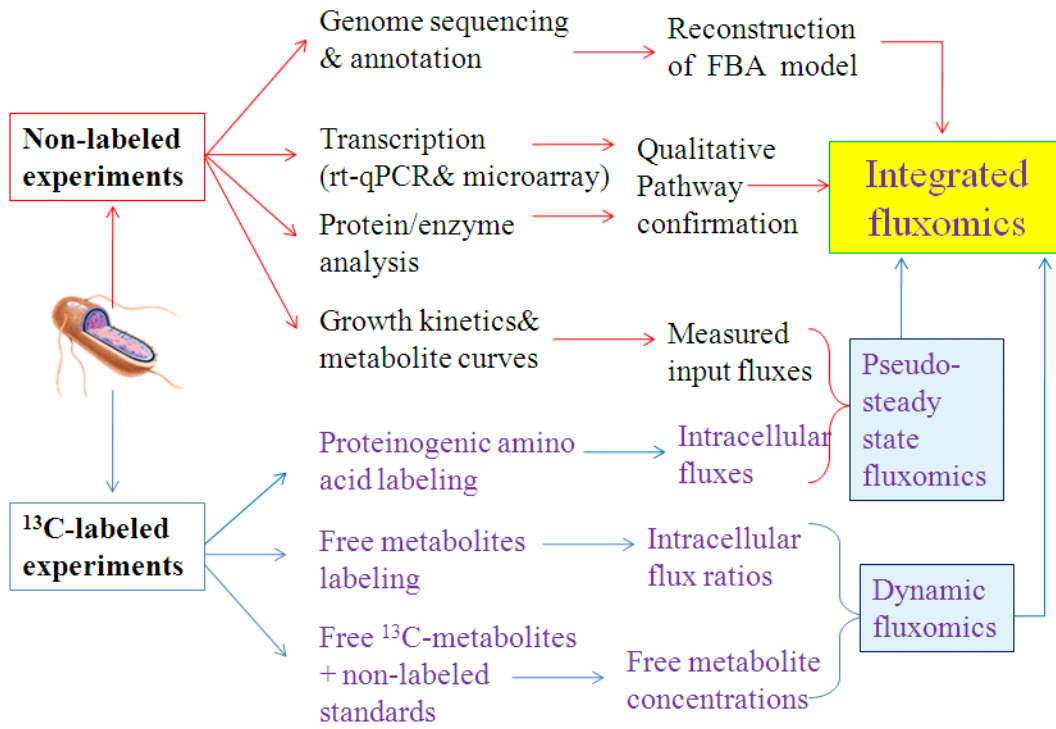 Genome sequencing
& annotation
Reconstruction
of FBA model
Non-labeled
experiments
Transcription
(rt-qPCR& microarray)
Qualitative
Pathway
confirmation
Integrated
fluxomics
Protein/enzyme
analysis
Growth kinetics&
metabolite curves
Measured
input fluxes
Pseudo-
steady
state
fluxomics
Proteinogenic amino
acid labeling
Intracellular
fluxes
¹³C-labeled
experiments
Free metabolites
labeling
Intracellular
flux ratios
Dynamic
fluxomics
Free ¹³C-metabolites
+ non-labeled
standards
Free metabolite
concentrations